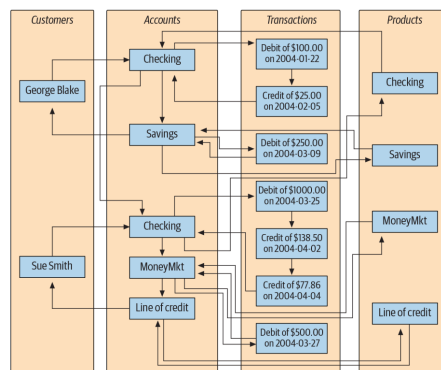 Customers
Accounts
Transactions
Products
George Blake
Sue Smith
Checking
Savings
Checking
MoneyMkt
Line of credit
Debit of $100.00
on 2004-01-22
Credit of $25.00
on 2004-02-05
Debit of $250.00
on 2004-03-09
Debit of $1000.00
on 2004-03-25
Credit of $138.50
on 2004-04-02
Credit of $77.86
on 2004-04-04
Debit of $500.00
on 2004-03-27
Checking
Savings
MoneyMkt
Line of credit